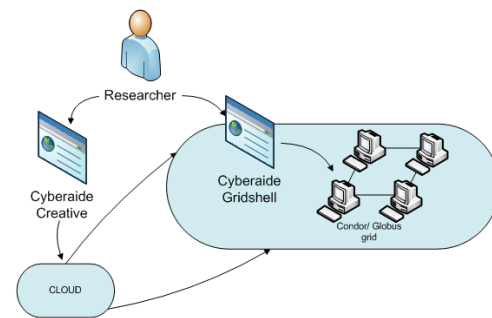 Researcher
Cyberaide
Creative
Cyberaide
Gridshell
Condor/ Globus
grid
CLOUD